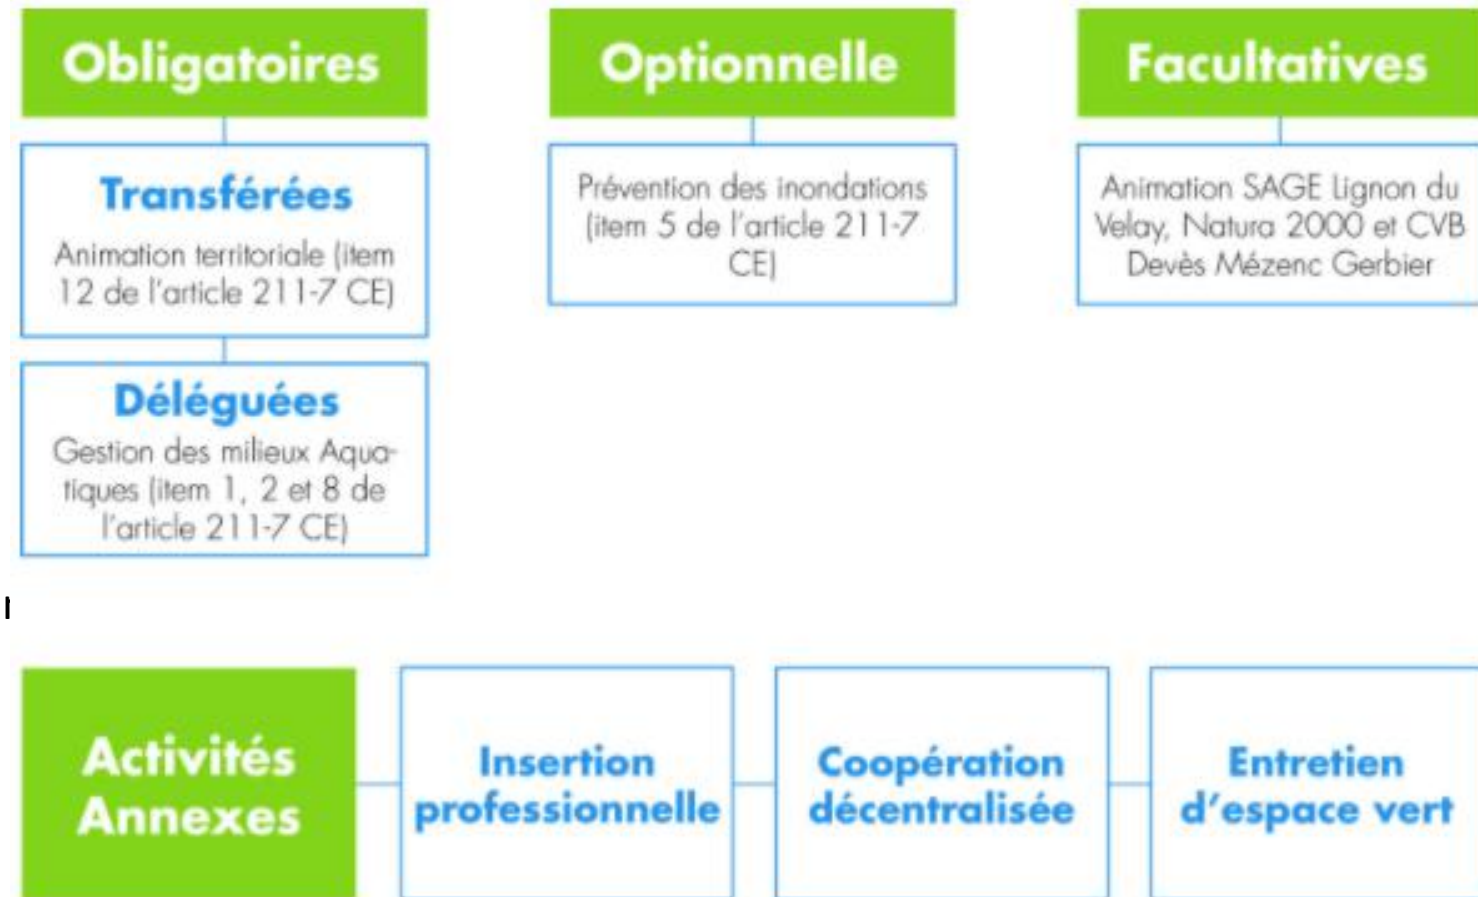 Obligatoires
Transférées
Animation territoriale (item
12 de l'article 211-7 CE)
Déléguées
Gestion des milieux Aqua-
tiques (item 1, 2 et 8 de
l'article 211-7 CE)
Optionnelle
Prévention des inondations
(item 5 de l'article 211-7
CE)
Facultatives
Animation SAGE Lignon du
Velay, Natura 2000 et CVB
Devès Mézenc Gerbier
Activités
Annexes
Insertion
professionnelle
Coopération
décentralisée
Entretien
d'espace vert